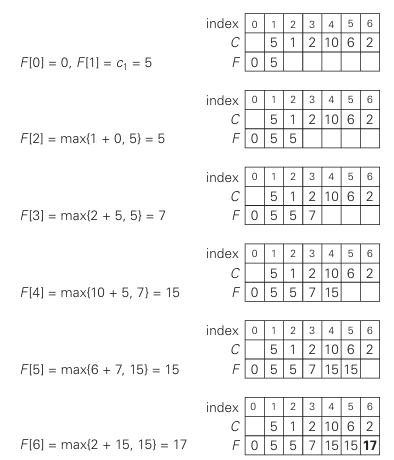 index 0 1 2 3 4 5 6
C 5 1 2 10 6 2
F[0] = 0, F[1] = c₁ = 5 F 0 5
index 0 1 2 3 4 5 6
C 5 1 2 10 6 2
F[2] = max{1 + 0, 5} = 5 F 0 5 5
index 0 1 2 3 4 5 6
C 5 1 2 10 6 2
F[3] = max{2 + 5, 5} = 7 F 0 5 5 7
index 0 1 2 3 4 5 6
C 5 1 2 10 6 2
F[4] = max{10 + 5, 7} = 15 F 0 5 5 7 15
index 0 1 2 3 4 5 6
C 5 1 2 10 6 2
F[5] = max{6 + 7, 15} = 15 F 0 5 5 7 15 15
index 0 1 2 3 4 5 6
C 5 1 2 10 6 2
F[6] = max{2 + 15, 15} = 17 F 0 5 5 7 15 15 17